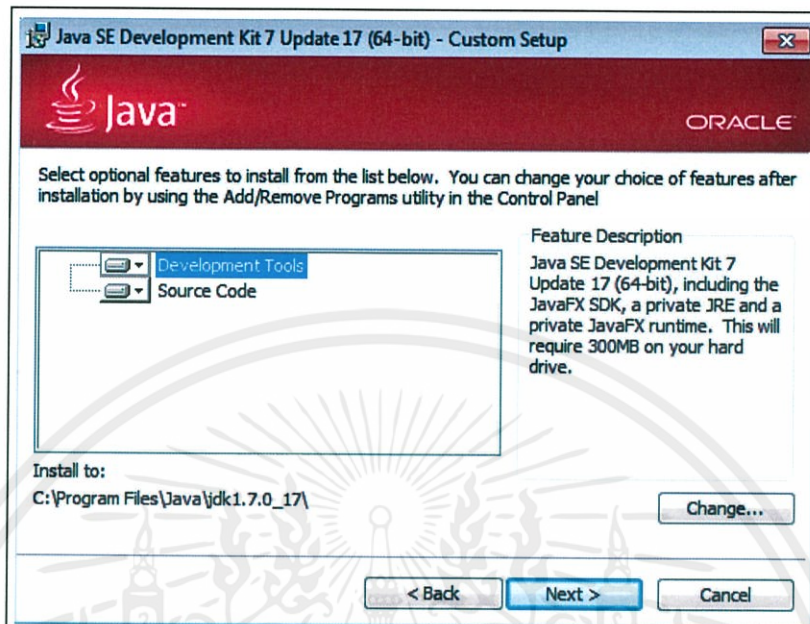 Java SE Development Kit 7 Update 17 (64-bit) - Custom Setup
Java™
ORACLE
Select optional features to install from the list below. You can change your choice of features after
installation by using the Add/Remove Programs utility in the Control Panel
Development Tools
Source Code
Feature Description
Java SE Development Kit 7
Update 17 (64-bit), including the
JavaFX SDK, a private JRE and a
private JavaFX runtime. This will
require 300MB on your hard
drive.
Install to:
C:\Program Files\Java\jdk1.7.0_17\
Change...
< Back
Next >
Cancel